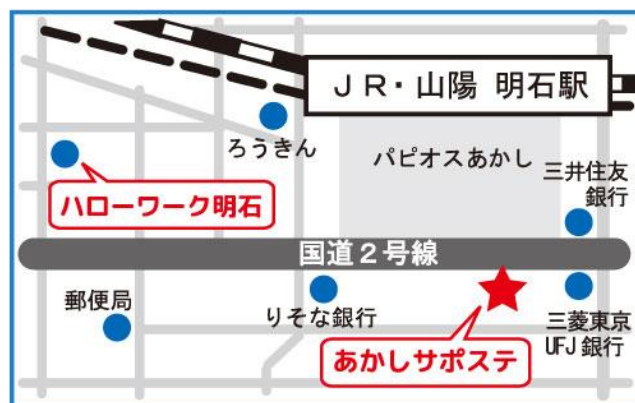 JR・山陽 明石駅
ろうきん
パピオスあかし
三井住友
銀行
ハローワーク明石
国道2号線
郵便局
りそな銀行
三菱東京
UFJ銀行
あかしサポステ